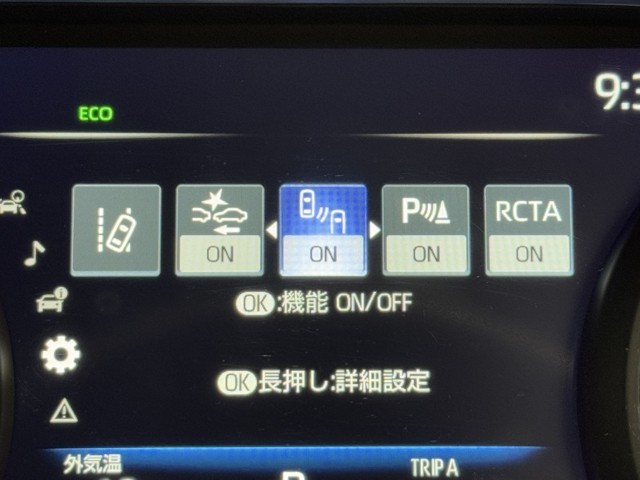 9:3
ECO
P RCTA
ON ON ON ON
OK:機能 ON/OFF
OK長押し:詳細設定
外気温 TRIP A